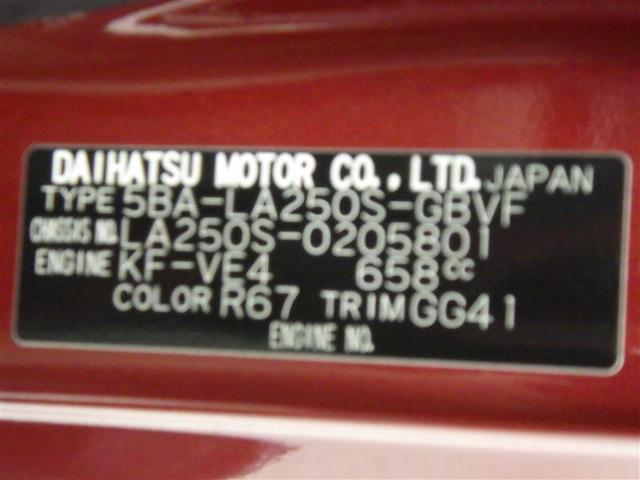 DAIHATSU MOTOR CO., LTD. JAPAN
TYPE 5BA-LA250S-GBVF
CHASSIS NO. LA250S-0205801
ENGINE KF-VE4 658cc
COLOR R67 TRIM GG41
ENGINE NO.